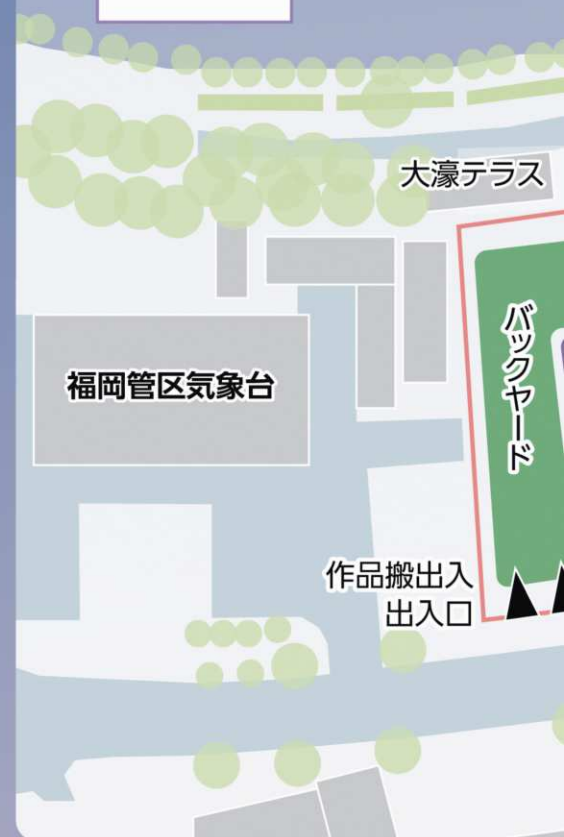 大濠テラス
バックヤード
福岡管区気象台
作品搬出入
出入口